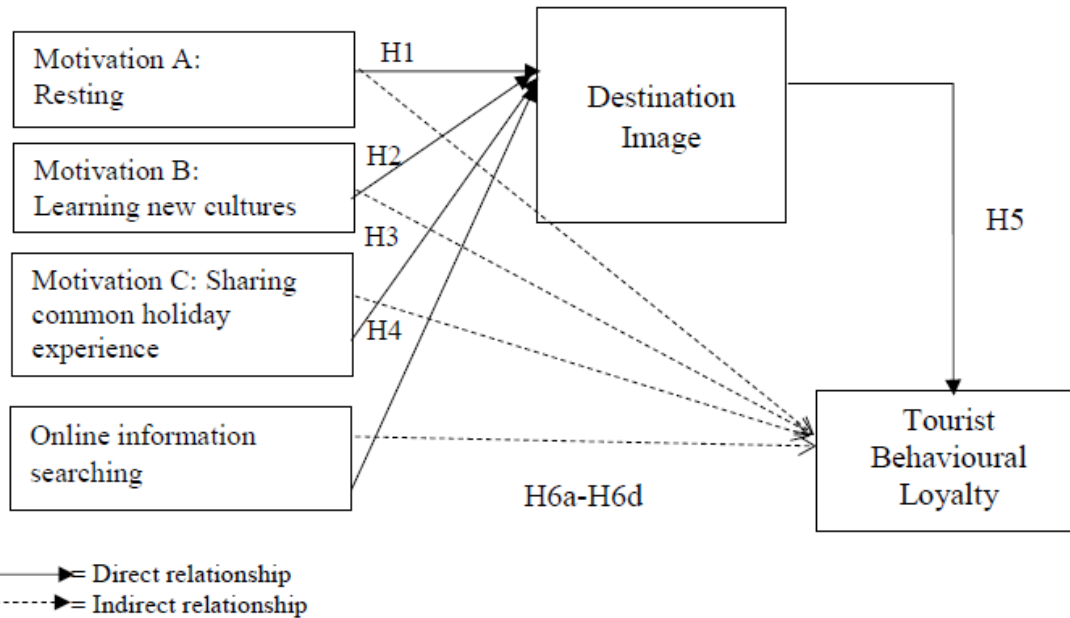 Motivation A:
Resting
H1
Destination
Image
Motivation B:
Learning new cultures
H2
H3
H5
Motivation C: Sharing
common holiday
experience
H4
Online information
searching
Tourist
Behavioural
Loyalty
H6a-H6d
= Direct relationship
= Indirect relationship